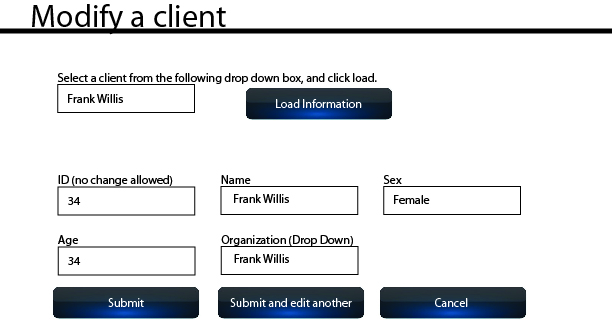 Modify a client
Select a client from the following drop down box, and click load.
Frank Willis
Load Information
ID (no change allowed)
Name
Sex
34
Frank Willis
Female
Age
Organization (Drop Down)
34
Frank Willis
Submit
Submit and edit another
Cancel